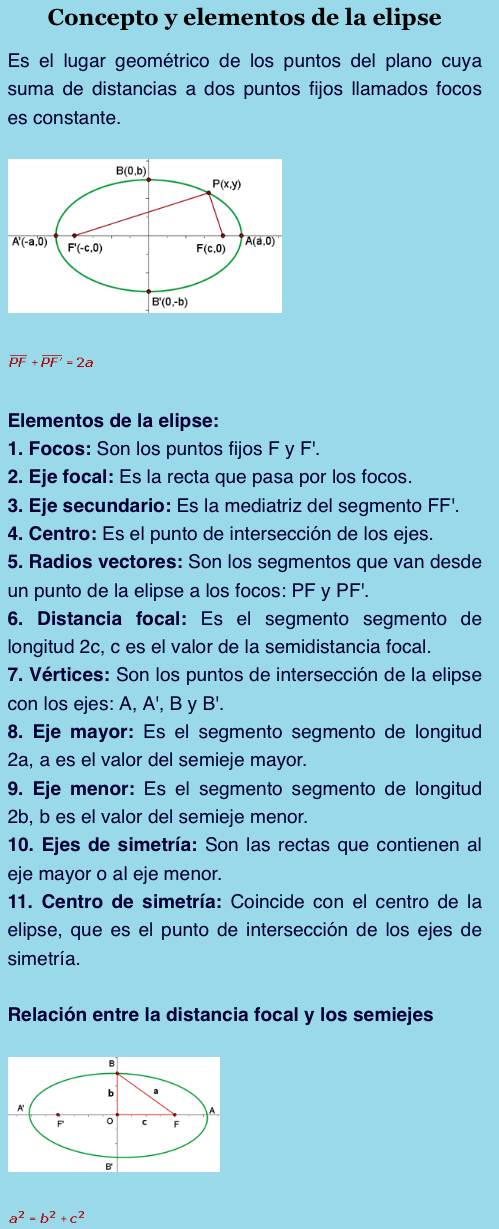 Concepto y elementos de la elipse
Es el lugar geométrico de los puntos del plano cuya
suma de distancias a dos puntos fijos llamados focos
es constante.
B(0,b)
P(x,y)
A'(-a,0)
F'(-c,0)
F(c,0)
A(a,0)
B'(0,-b)
P̅F̅ + P̅F̅'̅ = 2a
Elementos de la elipse:
1. Focos: Son los puntos fijos F y F'.
2. Eje focal: Es la recta que pasa por los focos.
3. Eje secundario: Es la mediatriz del segmento FF'.
4. Centro: Es el punto de intersección de los ejes.
5. Radios vectores: Son los segmentos que van desde
un punto de la elipse a los focos: PF y PF'.
6. Distancia focal: Es el segmento segmento de
longitud 2c, c es el valor de la semidistancia focal.
7. Vértices: Son los puntos de intersección de la elipse
con los ejes: A, A', B y B'.
8. Eje mayor: Es el segmento segmento de longitud
2a, a es el valor del semieje mayor.
9. Eje menor: Es el segmento segmento de longitud
2b, b es el valor del semieje menor.
10. Ejes de simetría: Son las rectas que contienen al
eje mayor o al eje menor.
11. Centro de simetría: Coincide con el centro de la
elipse, que es el punto de intersección de los ejes de
simetría.
Relación entre la distancia focal y los semiejes
B
b
a
A'
A
F'
O
c
F
B'
a² = b² + c²